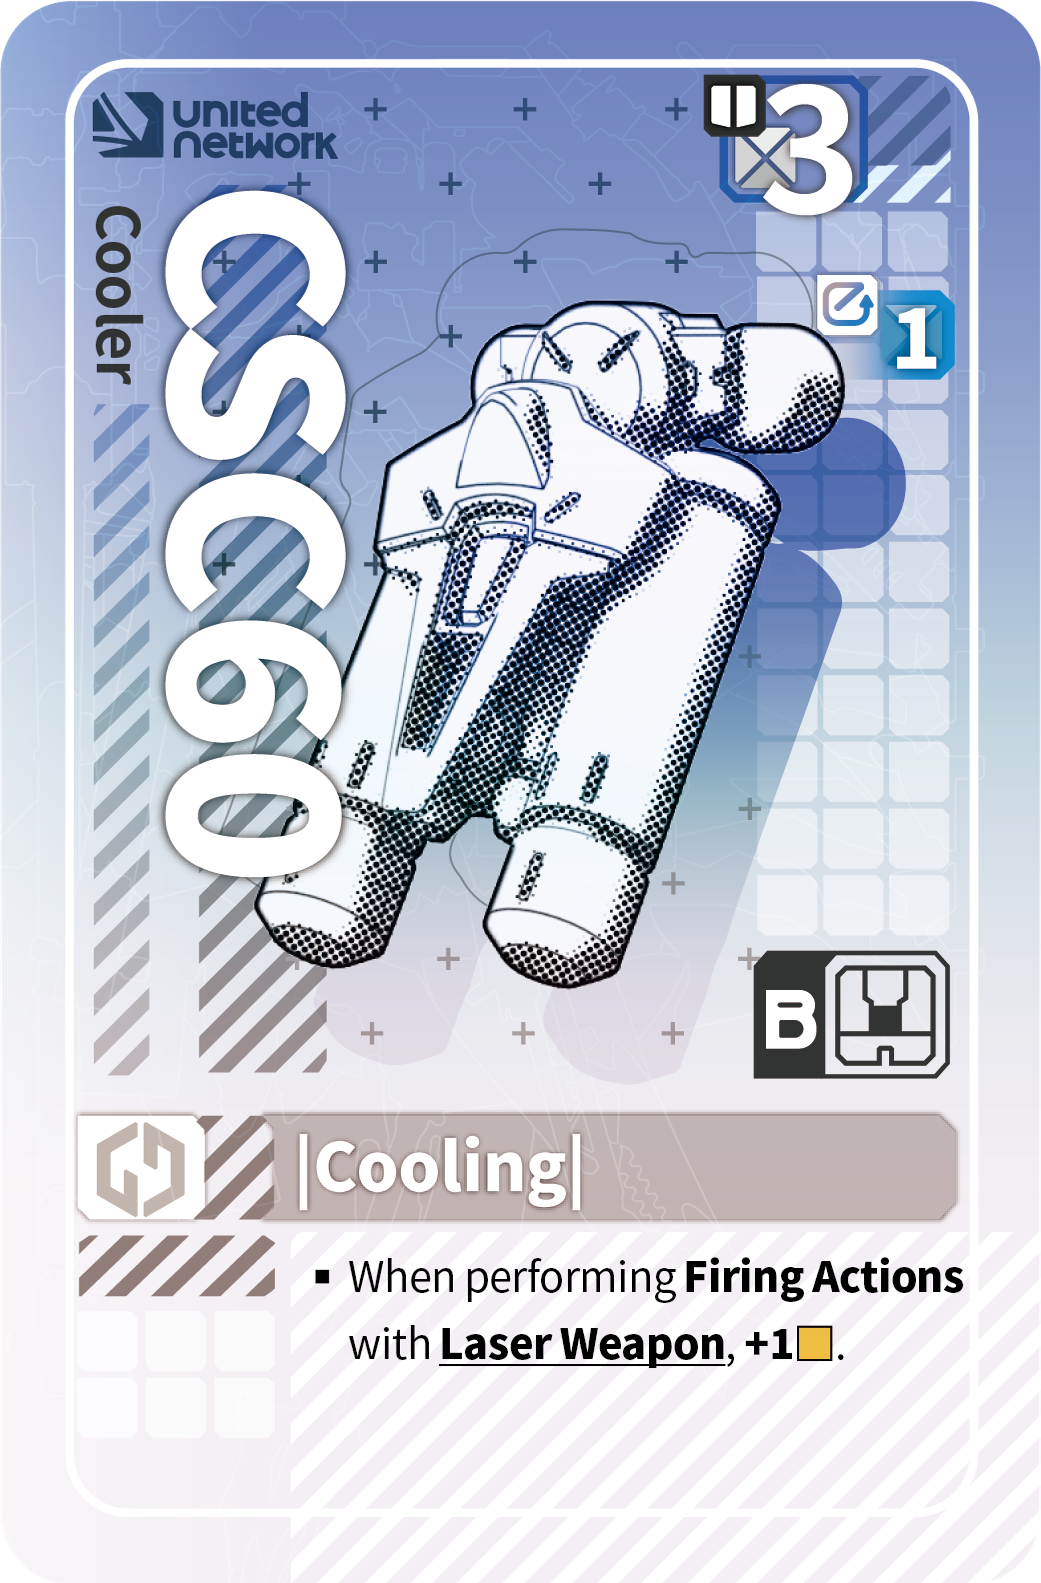 UNITED
NETWORK
3
Cooler
CSC60
1
B
|Cooling|
▪ When performing Firing Actions
with Laser Weapon, +1🟨.